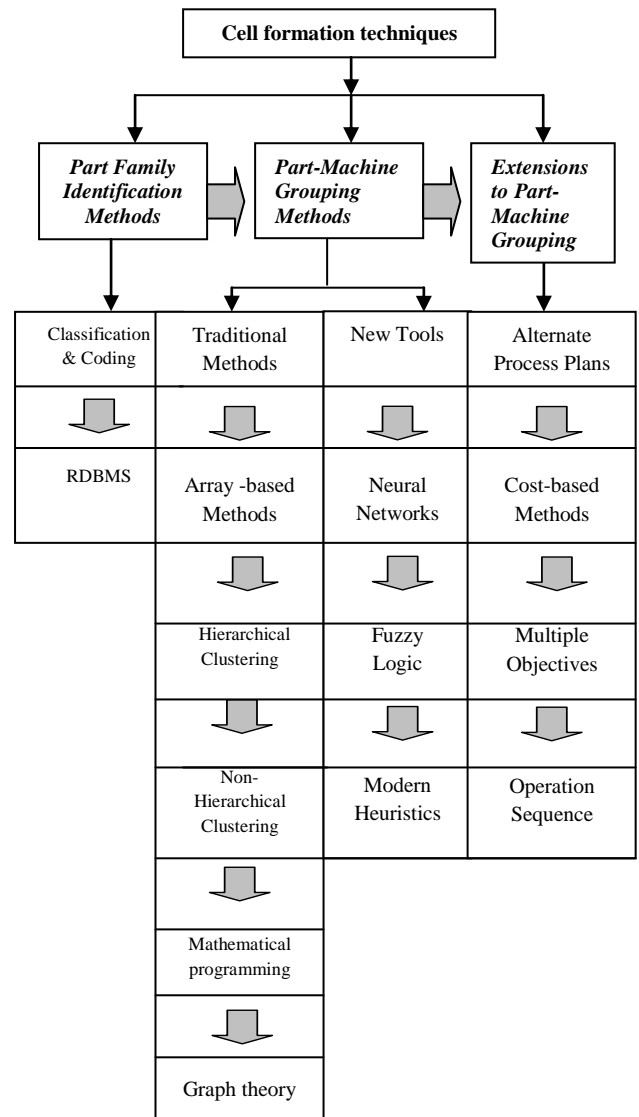 Cell formation techniques
Part Family
Identification
Methods
Part-Machine
Grouping
Methods
Extensions to Part-
Machine
Grouping
Classification
& Coding
Traditional
Methods
New Tools
Alternate
Process Plans
RDBMS
Array -based
Methods
Neural
Networks
Cost-based
Methods
Hierarchical
Clustering
Fuzzy
Logic
Multiple
Objectives
Non-
Hierarchical
Clustering
Modern
Heuristics
Operation
Sequence
Mathematical
programming
Graph theory